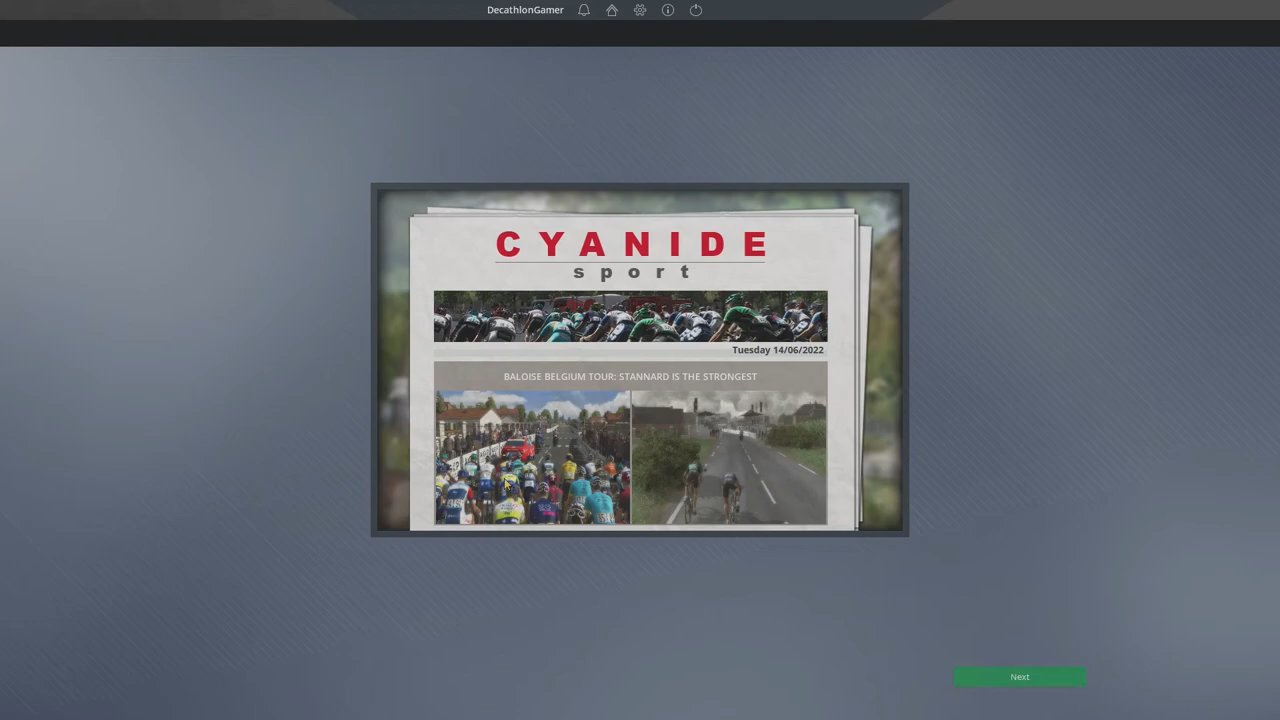 DecathlonGamer
CYANIDE
sport
Tuesday 14/06/2022
BALOISE BELGIUM TOUR: STANNARD IS THE STRONGEST
Next